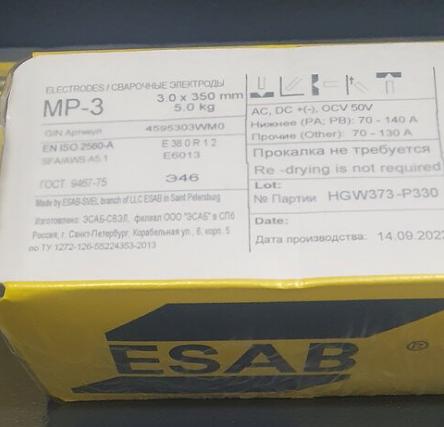 ELECTRODES / СВАРОЧНЫЕ ЭЛЕКТРОДЫ
MP-3
3.0 x 350 mm
5.0 kg
GIN Артикул 4595303WM0
EN ISO 2560-A E 38 0 R 1 2
SFA/AWS A5.1 E6013
ГОСТ 9467-75 Э46
Made by ESAB-SVEL branch of LLC ESAB in Saint Petersburg
Изготовлено: ЭСАБ-СВЭЛ, филиал ООО "ЭСАБ" в СПб
Россия, г. Санкт-Петербург, Корабельная ул., 6, корп. 5
по ТУ 1272-126-55224353-2013
AC, DC +(-), OCV 50V
Нижнее (PA; PB): 70 - 140 A
Прочие (Other): 70 - 130 A
Прокалка не требуется
Re -drying is not required
Lot:
№ Партии HGW373-P330
Date:
Дата производства: 14.09.202
ESAB ®